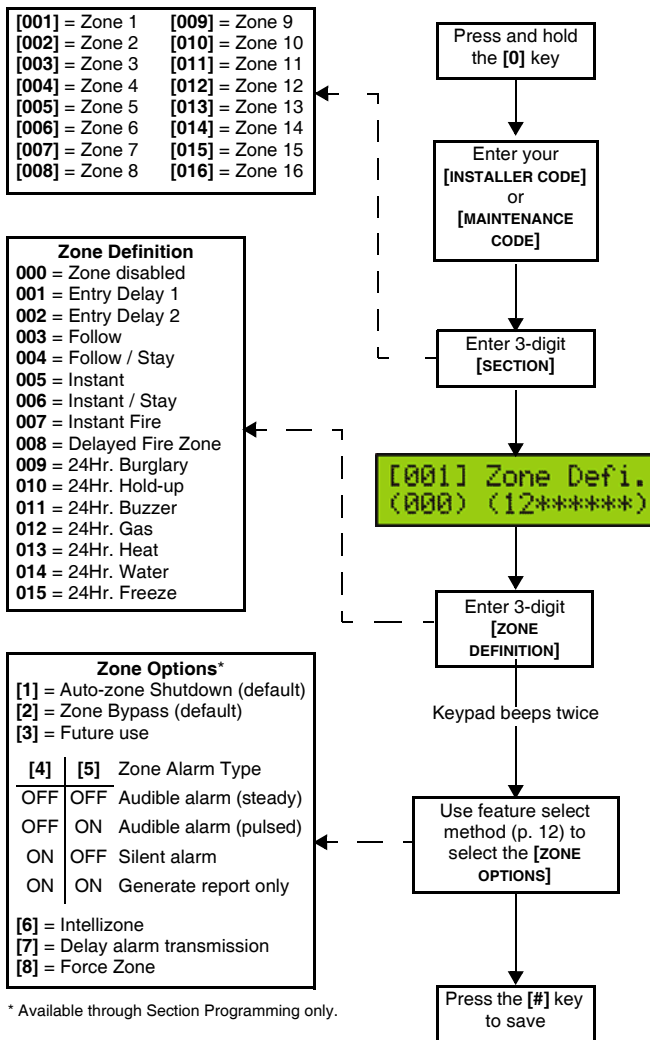 [001] = Zone 1 [009] = Zone 9
[002] = Zone 2 [010] = Zone 10
[003] = Zone 3 [011] = Zone 11
[004] = Zone 4 [012] = Zone 12
[005] = Zone 5 [013] = Zone 13
[006] = Zone 6 [014] = Zone 14
[007] = Zone 7 [015] = Zone 15
[008] = Zone 8 [016] = Zone 16
Press and hold
the [0] key
Enter your
[INSTALLER CODE]
or
[MAINTENANCE
CODE]
Enter 3-digit
[SECTION]
[001] Zone Defi.
(000) (12******)
Zone Definition
000 = Zone disabled
001 = Entry Delay 1
002 = Entry Delay 2
003 = Follow
004 = Follow / Stay
005 = Instant
006 = Instant / Stay
007 = Instant Fire
008 = Delayed Fire Zone
009 = 24Hr. Burglary
010 = 24Hr. Hold-up
011 = 24Hr. Buzzer
012 = 24Hr. Gas
013 = 24Hr. Heat
014 = 24Hr. Water
015 = 24Hr. Freeze
Enter 3-digit
[ZONE
DEFINITION]
Keypad beeps twice
Use feature select
method (p. 12) to
select the [ZONE
OPTIONS]
Zone Options*
[1] = Auto-zone Shutdown (default)
[2] = Zone Bypass (default)
[3] = Future use
[4] [5] Zone Alarm Type
OFF OFF Audible alarm (steady)
OFF ON Audible alarm (pulsed)
ON OFF Silent alarm
ON ON Generate report only
[6] = Intellizone
[7] = Delay alarm transmission
[8] = Force Zone
* Available through Section Programming only.
Press the [#] key
to save